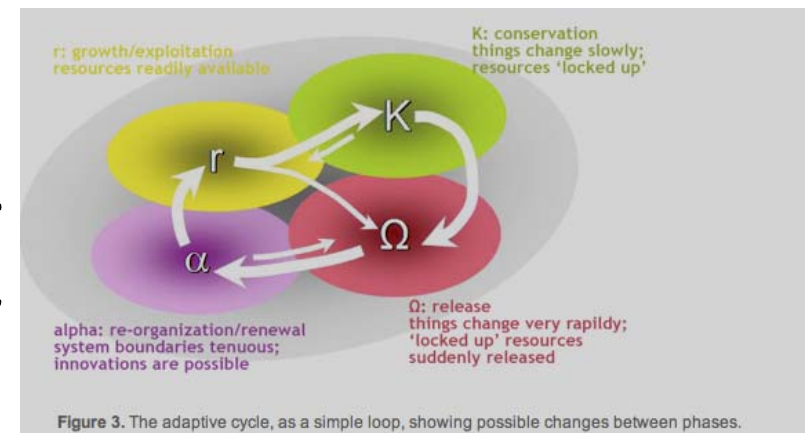 r: growth/exploitation
resources readily available
K: conservation
things change slowly;
resources ‘locked up’
r
K
α
Ω
alpha: re-organization/renewal
system boundaries tenuous;
innovations are possible
Ω: release
things change very rapildy;
‘locked up’ resources
suddenly released
Figure 3. The adaptive cycle, as a simple loop, showing possible changes between phases.